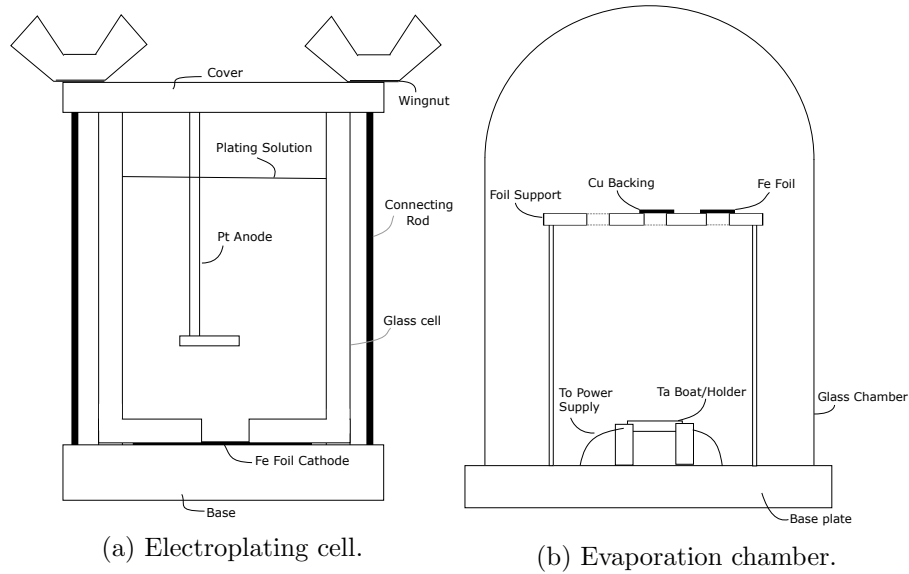 Cover
Wingnut
Plating Solution
Connecting
Rod
Pt Anode
Glass cell
Fe Foil Cathode
Base
(a) Electroplating cell.
Cu Backing
Fe Foil
Foil Support
To Power
Supply
Ta Boat/Holder
Glass Chamber
Base plate
(b) Evaporation chamber.